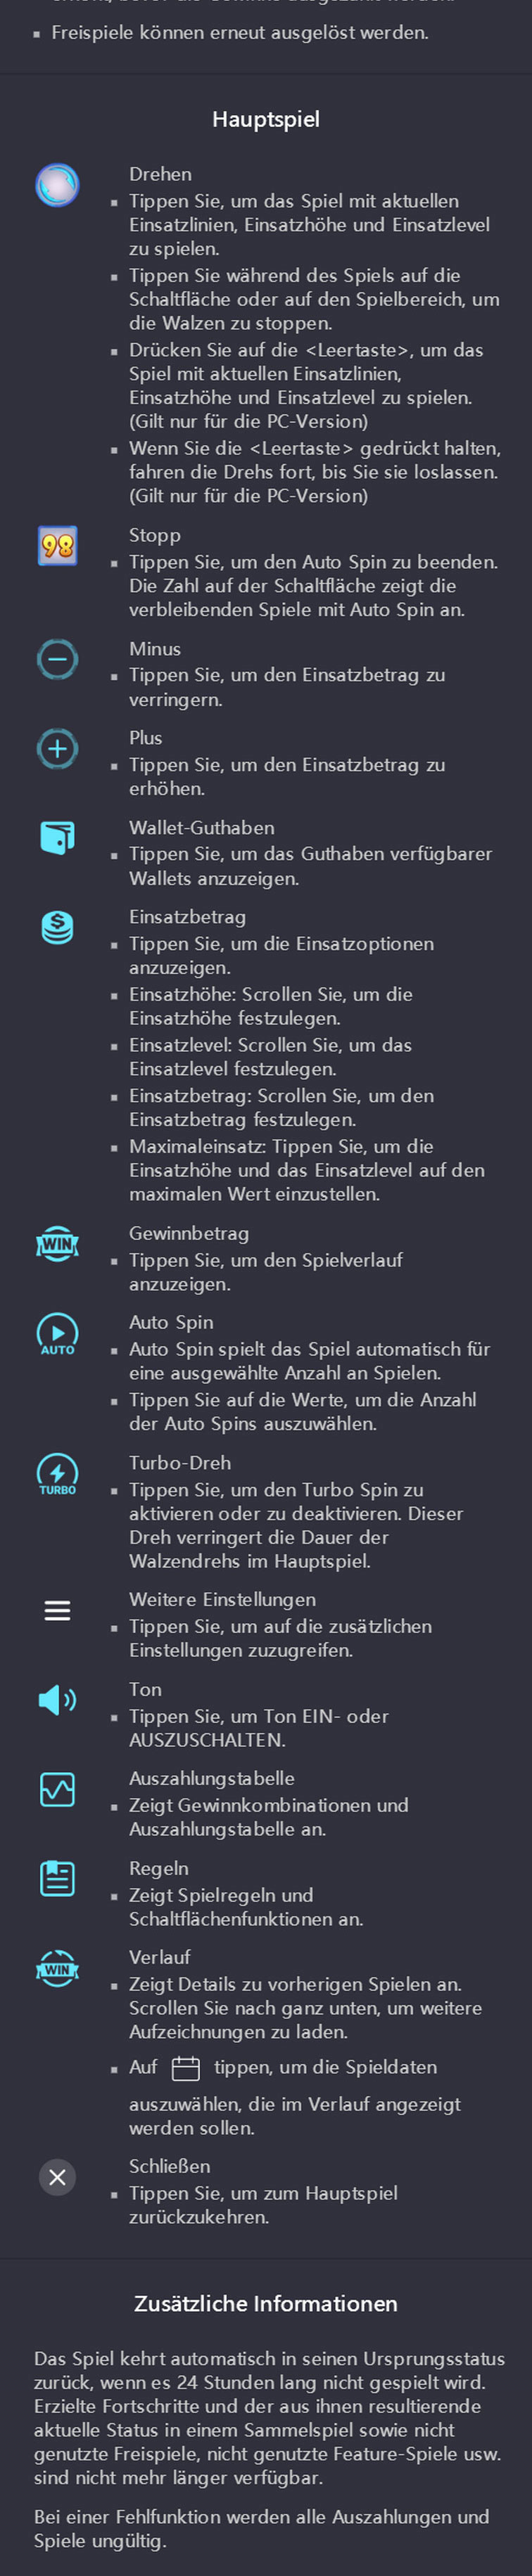 Freispiele können erneut ausgelöst werden.
Hauptspiel
Drehen
Tippen Sie, um das Spiel mit aktuellen
Einsatzlinien, Einsatzhöhe und Einsatzlevel
zu spielen.
Tippen Sie während des Spiels auf die
Schaltfläche oder auf den Spielbereich, um
die Walzen zu stoppen.
Drücken Sie auf die <Leertaste>, um das
Spiel mit aktuellen Einsatzlinien,
Einsatzhöhe und Einsatzlevel zu spielen.
(Gilt nur für die PC-Version)
Wenn Sie die <Leertaste> gedrückt halten,
fahren die Drehs fort, bis Sie sie loslassen.
(Gilt nur für die PC-Version)
98
Stopp
Tippen Sie, um den Auto Spin zu beenden.
Die Zahl auf der Schaltfläche zeigt die
verbleibenden Spiele mit Auto Spin an.
Minus
Tippen Sie, um den Einsatzbetrag zu
verringern.
Plus
Tippen Sie, um den Einsatzbetrag zu
erhöhen.
Wallet-Guthaben
Tippen Sie, um das Guthaben verfügbarer
Wallets anzuzeigen.
$
Einsatzbetrag
Tippen Sie, um die Einsatzoptionen
anzuzeigen.
Einsatzhöhe: Scrollen Sie, um die
Einsatzhöhe festzulegen.
Einsatzlevel: Scrollen Sie, um das
Einsatzlevel festzulegen.
Einsatzbetrag: Scrollen Sie, um den
Einsatzbetrag festzulegen.
Maximaleinsatz: Tippen Sie, um die
Einsatzhöhe und das Einsatzlevel auf den
maximalen Wert einzustellen.
WIN
Gewinnbetrag
Tippen Sie, um den Spielverlauf
anzuzeigen.
AUTO
Auto Spin
Auto Spin spielt das Spiel automatisch für
eine ausgewählte Anzahl an Spielen.
Tippen Sie auf die Werte, um die Anzahl
der Auto Spins auszuwählen.
TURBO
Turbo-Dreh
Tippen Sie, um den Turbo Spin zu
aktivieren oder zu deaktivieren. Dieser
Dreh verringert die Dauer der
Walzendrehs im Hauptspiel.
Weitere Einstellungen
Tippen Sie, um auf die zusätzlichen
Einstellungen zuzugreifen.
Ton
Tippen Sie, um Ton EIN- oder
AUSZUSCHALTEN.
Auszahlungstabelle
Zeigt Gewinnkombinationen und
Auszahlungstabelle an.
Regeln
Zeigt Spielregeln und
Schaltflächenfunktionen an.
WIN
Verlauf
Zeigt Details zu vorherigen Spielen an.
Scrollen Sie nach ganz unten, um weitere
Aufzeichnungen zu laden.
Auf tippen, um die Spieldaten
auszuwählen, die im Verlauf angezeigt
werden sollen.
Schließen
Tippen Sie, um zum Hauptspiel
zurückzukehren.
Zusätzliche Informationen
Das Spiel kehrt automatisch in seinen Ursprungsstatus
zurück, wenn es 24 Stunden lang nicht gespielt wird.
Erzielte Fortschritte und der aus ihnen resultierende
aktuelle Status in einem Sammelspiel sowie nicht
genutzte Freispiele, nicht genutzte Feature-Spiele usw.
sind nicht mehr länger verfügbar.
Bei einer Fehlfunktion werden alle Auszahlungen und
Spiele ungültig.